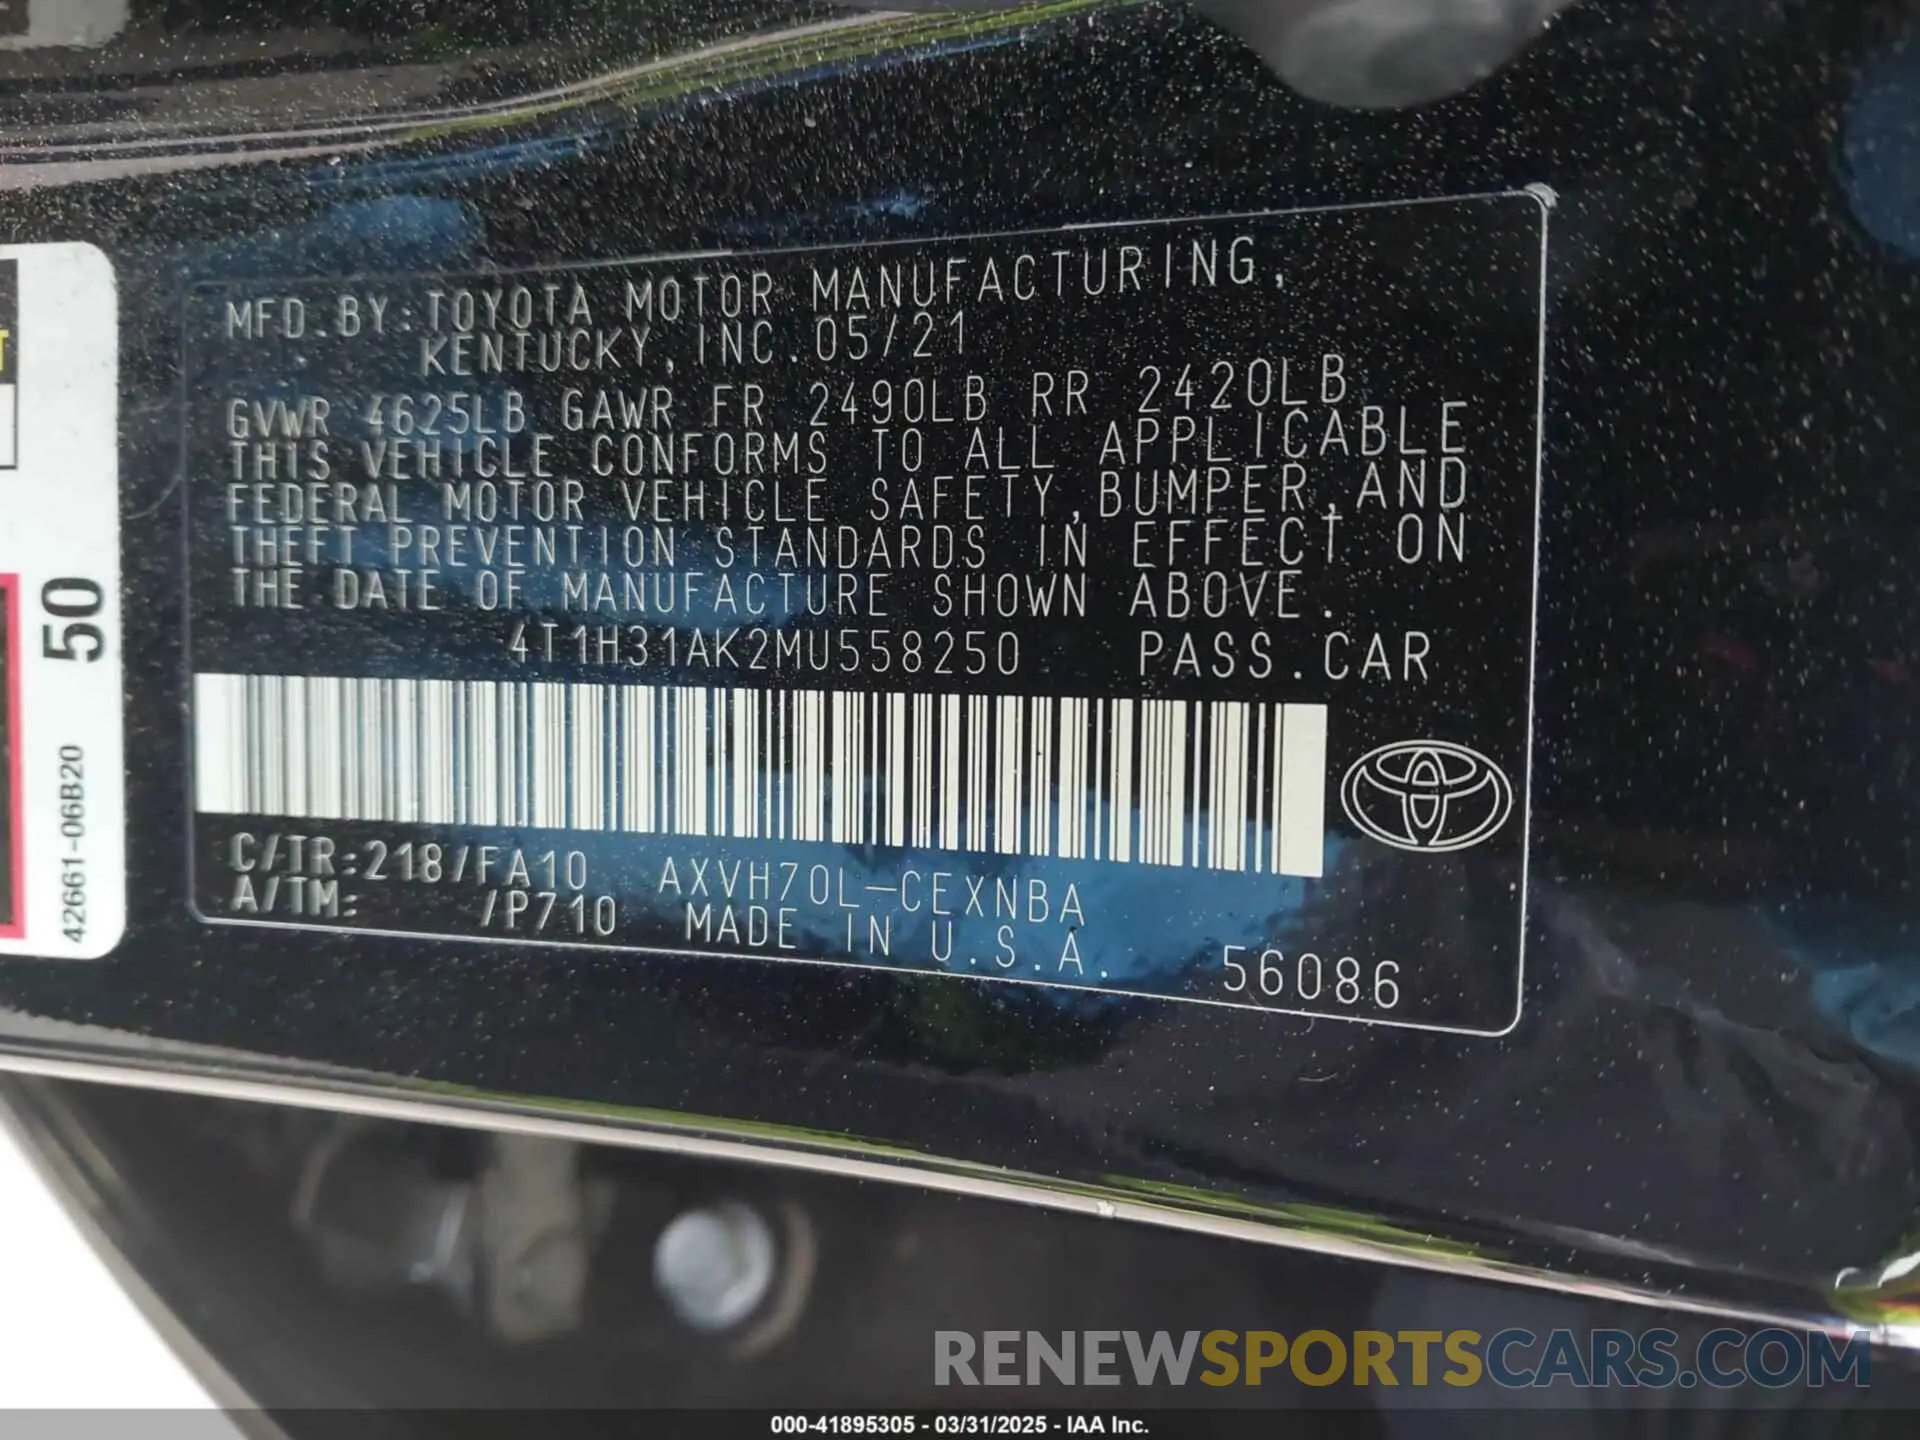 MFD.BY:TOYOTA MOTOR MANUFACTURING,
KENTUCKY, INC.05/21
GVWR 4625LB GAWR FR 2490LB RR 2420LB
THIS VEHICLE CONFORMS TO ALL APPLICABLE
FEDERAL MOTOR VEHICLE SAFETY,BUMPER,AND
THEFT PREVENTION STANDARDS IN EFFECT ON
THE DATE OF MANUFACTURE SHOWN ABOVE.
4T1H31AK2MU558250 PASS.CAR
C/TR:218/FA10 AXVH70L-CEXNBA
A/TM: /P710 MADE IN U.S.A.
56086
T
50
42661-06B20
RENEWSPORTSCARS.COM
000-41895305 - 03/31/2025 - IAA Inc.